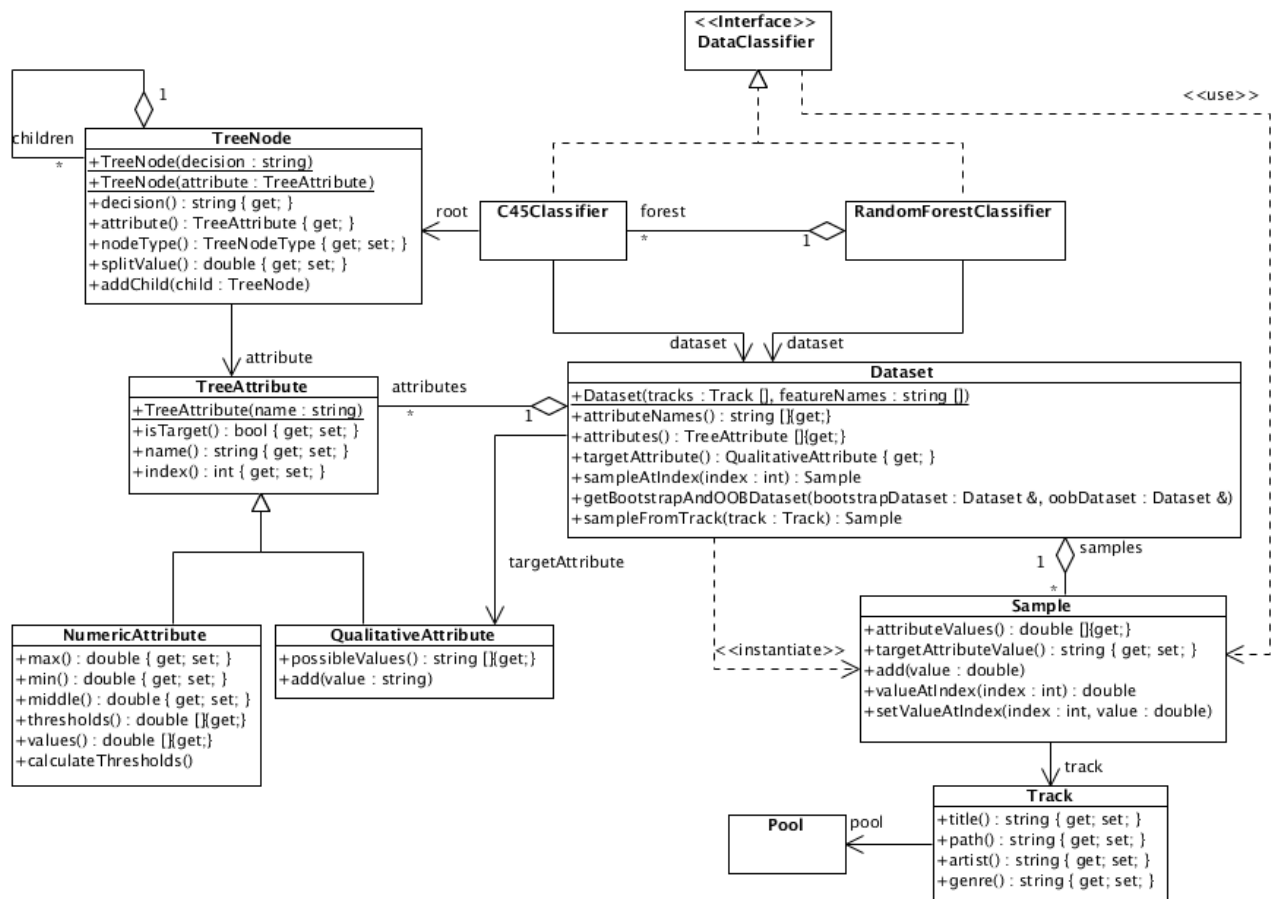 <<Interface>>
DataClassifier
<<use>>
1
children
*
TreeNode
+TreeNode(decision : string)
+TreeNode(attribute : TreeAttribute)
+decision() : string { get; }
+attribute() : TreeAttribute { get; }
+nodeType() : TreeNodeType { get; set; }
+splitValue() : double { get; set; }
+addChild(child : TreeNode)
root
C45Classifier
forest
*
1
RandomForestClassifier
attribute
dataset
dataset
TreeAttribute
+TreeAttribute(name : string)
+isTarget() : bool { get; set; }
+name() : string { get; set; }
+index() : int { get; set; }
attributes
*
1
Dataset
+Dataset(tracks : Track [], featureNames : string [])
+attributeNames() : string []{get;}
+attributes() : TreeAttribute []{get;}
+targetAttribute() : QualitativeAttribute { get; }
+sampleAtIndex(index : int) : Sample
+getBootstrapAndOOBDataset(bootstrapDataset : Dataset &, oobDataset : Dataset &)
+sampleFromTrack(track : Track) : Sample
targetAttribute
samples
1
*
<<instantiate>>
NumericAttribute
+max() : double { get; set; }
+min() : double { get; set; }
+middle() : double { get; set; }
+thresholds() : double []{get;}
+values() : double []{get;}
+calculateThresholds()
QualitativeAttribute
+possibleValues() : string []{get;}
+add(value : string)
Sample
+attributeValues() : double []{get;}
+targetAttributeValue() : string { get; set; }
+add(value : double)
+valueAtIndex(index : int) : double
+setValueAtIndex(index : int, value : double)
track
Track
+title() : string { get; set; }
+path() : string { get; set; }
+artist() : string { get; set; }
+genre() : string { get; set; }
pool
Pool